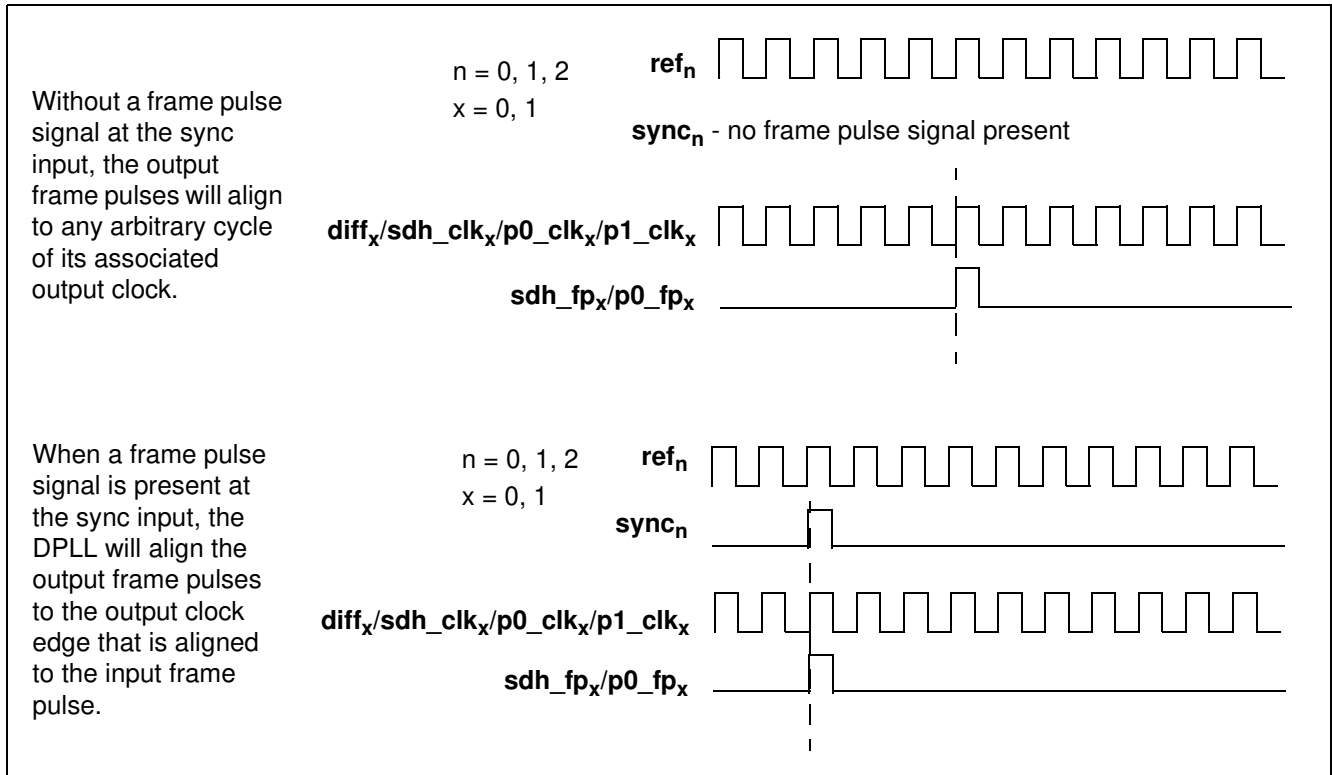 Without a frame pulse
signal at the sync
input, the output
frame pulses will align
to any arbitrary cycle
of its associated
output clock.
n = 0, 1, 2
x = 0, 1
refn
syncn - no frame pulse signal present
diffx/sdh_clkx/p0_clkx/p1_clkx
sdh_fpx/p0_fpx
When a frame pulse
signal is present at
the sync input, the
DPLL will align the
output frame pulses
to the output clock
edge that is aligned
to the input frame
pulse.
n = 0, 1, 2
x = 0, 1
refn
syncn
diffx/sdh_clkx/p0_clkx/p1_clkx
sdh_fpx/p0_fpx